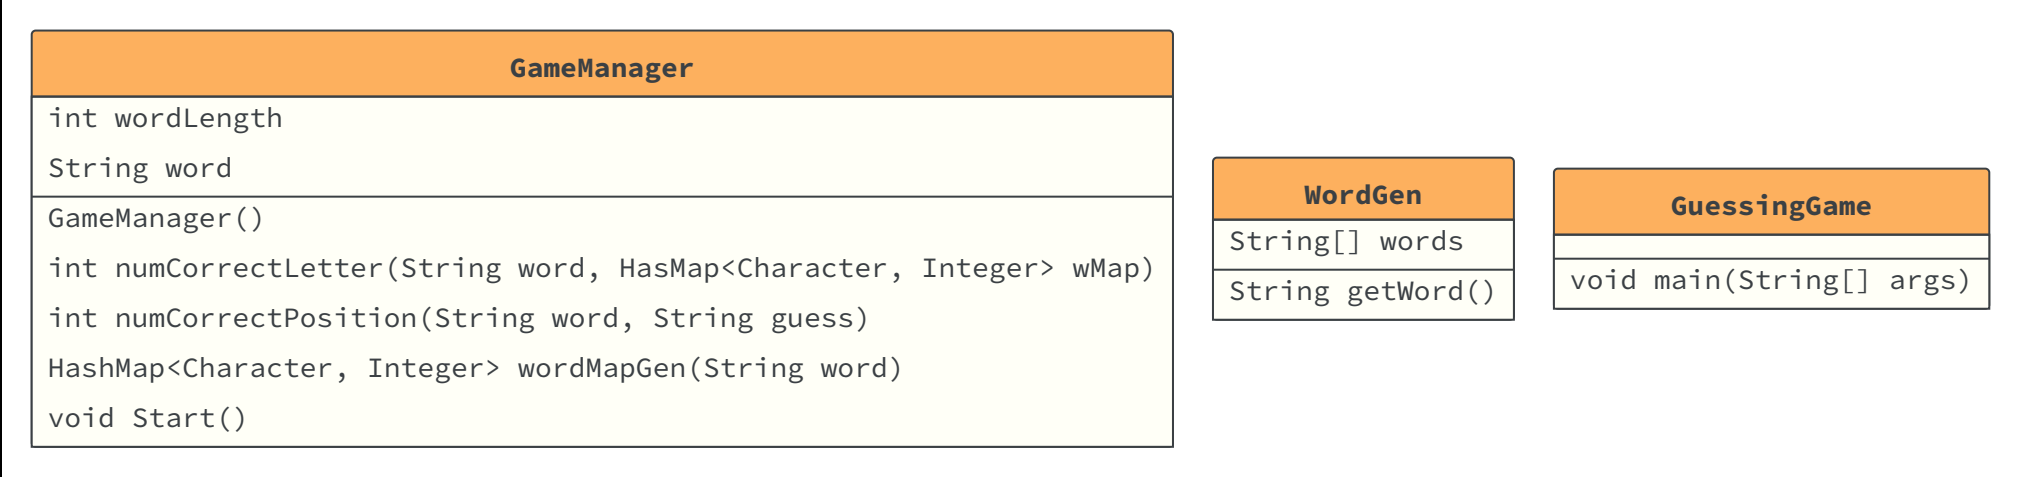 GameManager
int wordLength
String word
GameManager()
int numCorrectLetter(String word, HasMap<Character, Integer> wMap)
int numCorrectPosition(String word, String guess)
HashMap<Character, Integer> wordMapGen(String word)
void Start()
WordGen
String[] words
String getWord()
GuessingGame
void main(String[] args)